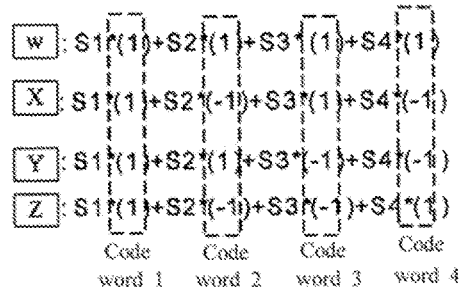 W : S1*(1)+S2*(1)+S3*(1)+S4*(1)
X : S1*(1)+S2*(-1)+S3*(1)+S4*(-1)
Y : S1*(1)+S2*(1)+S3*(-1)+S4*(-1)
Z : S1*(1)+S2*(-1)+S3*(-1)+S4*(1)
Code Code Code Code
word 1 word 2 word 3 word 4